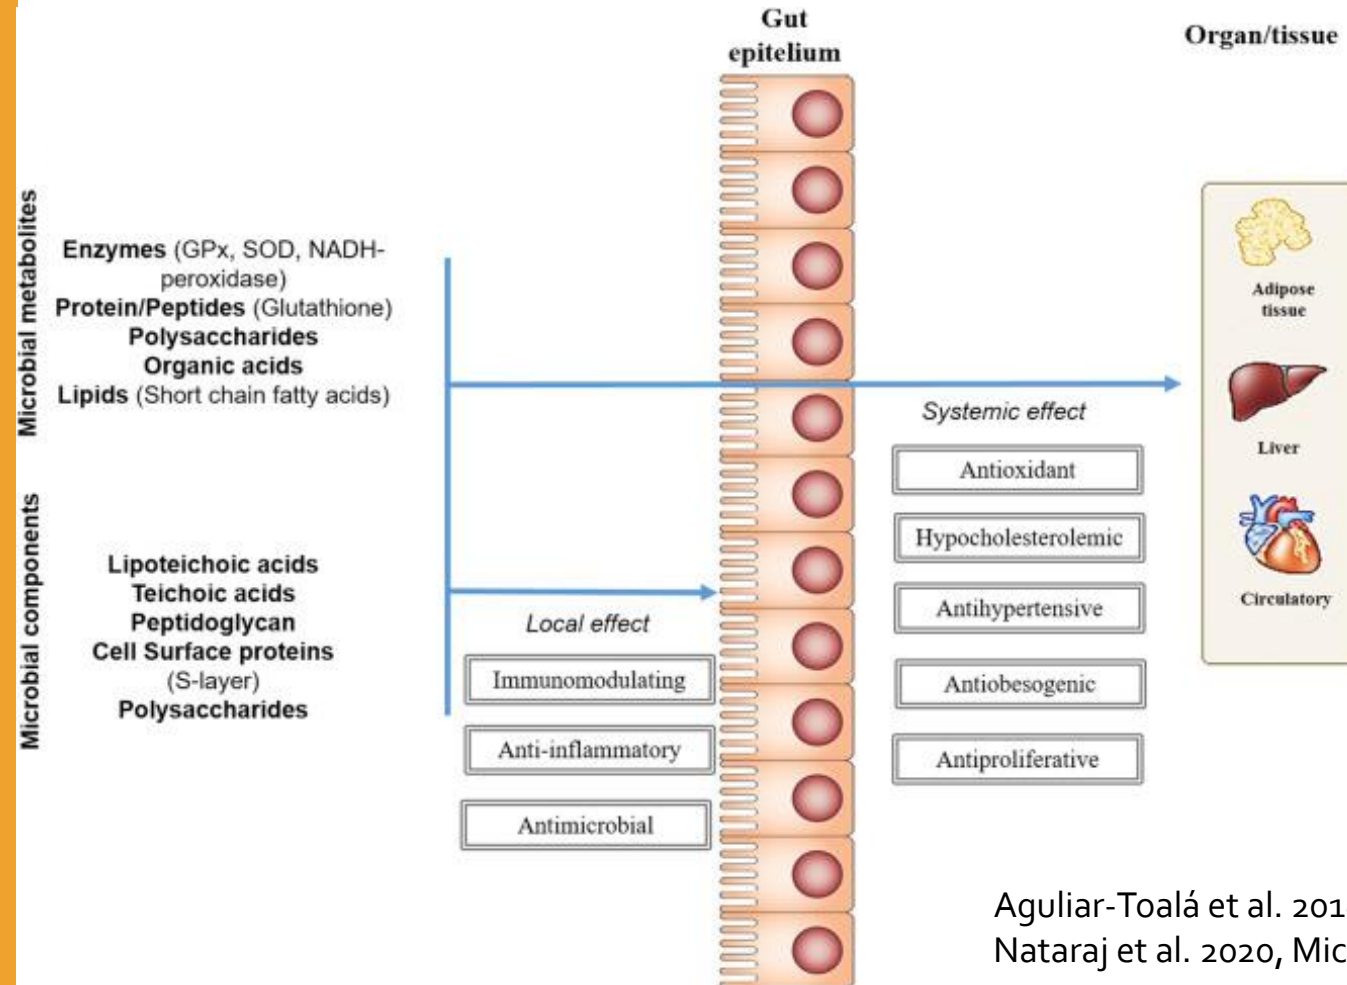 Gut
epitelium
Organ/tissue
Microbial metabolites
Enzymes (GPx, SOD, NADH-
peroxidase)
Protein/Peptides (Glutathione)
Polysaccharides
Organic acids
Lipids (Short chain fatty acids)
Microbial components
Lipoteichoic acids
Teichoic acids
Peptidoglycan
Cell Surface proteins
(S-layer)
Polysaccharides
Local effect
Immunomodulating
Anti-inflammatory
Antimicrobial
Systemic effect
Antioxidant
Hypocholesterolemic
Antihypertensive
Antiobesogenic
Antiproliferative
Adipose
tissue
Liver
Circulatory
Aguliar-Toalá et al. 201
Nataraj et al. 2020, Mic